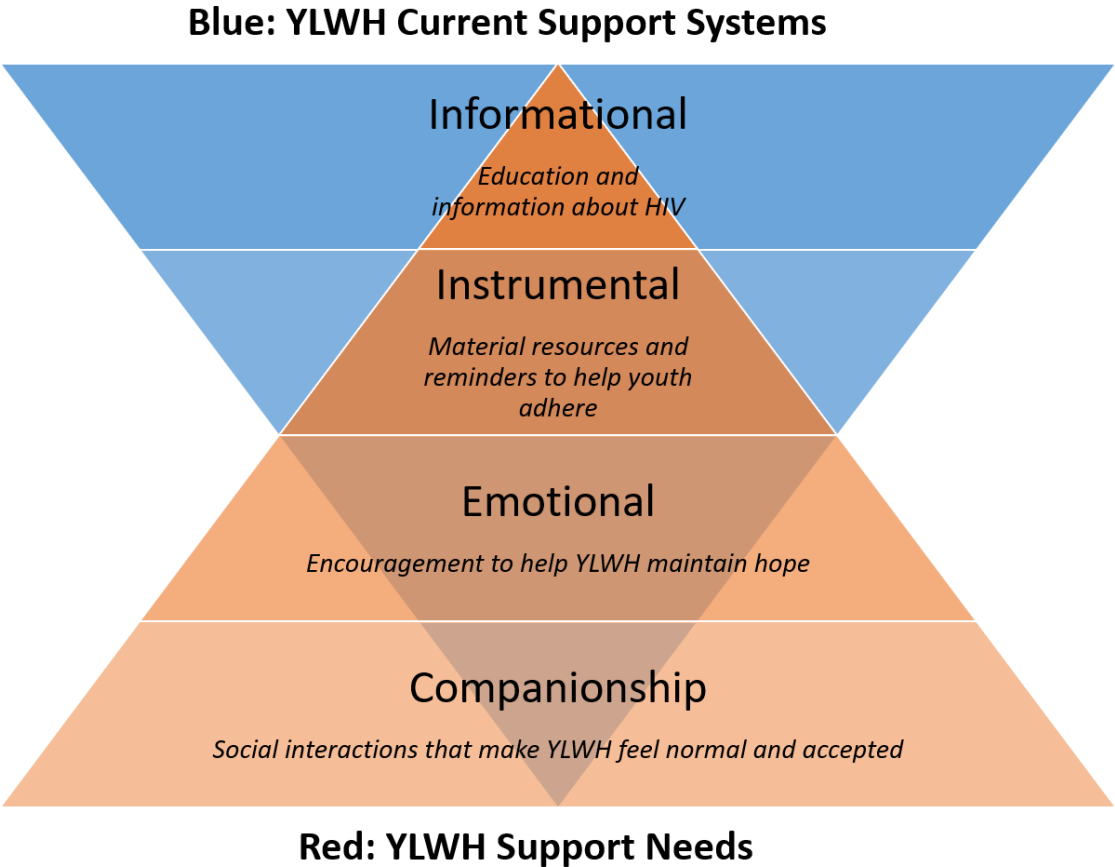 Blue: YLWH Current Support Systems
Informational
Education and
information about HIV
Instrumental
Material resources and
reminders to help youth
adhere
Emotional
Encouragement to help YLWH maintain hope
Companionship
Social interactions that make YLWH feel normal and accepted
Red: YLWH Support Needs